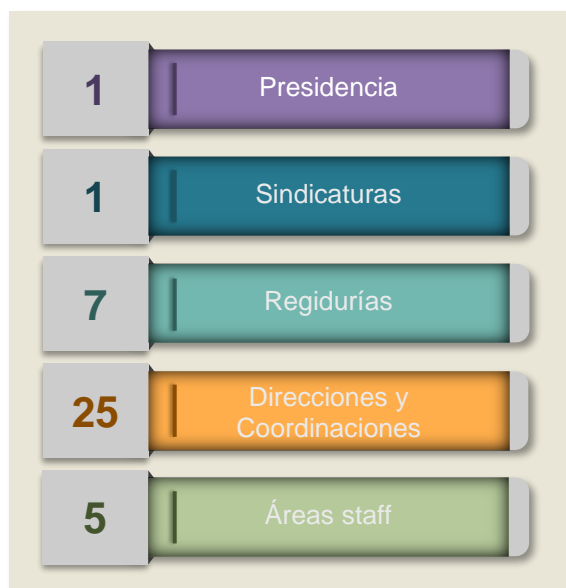 1
Presidencia
1
Sindicaturas
7
Regidurías
25
Direcciones y
Coordinaciones
5
Áreas staff